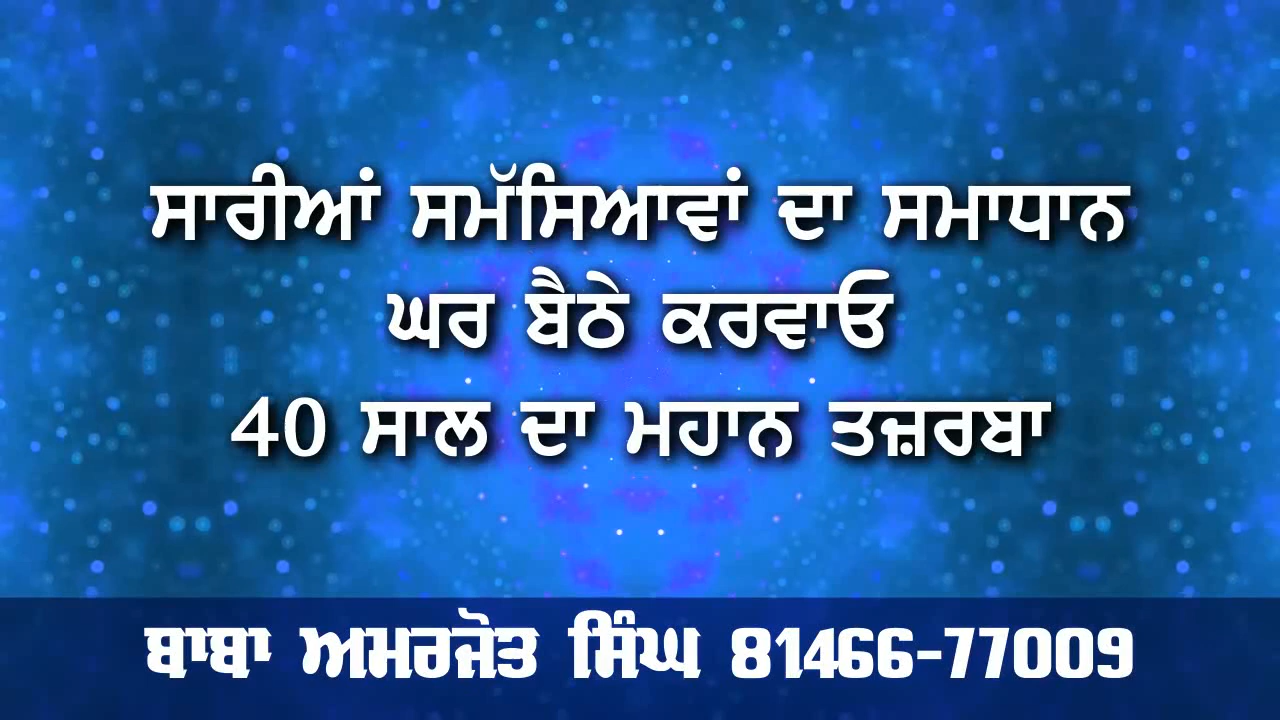 ਸਾਰੀਆਂ ਸਮੱਸਿਆਵਾਂ ਦਾ ਸਮਾਧਾਨ
ਘਰ ਬੈਠੇ ਕਰਵਾਓ
40 ਸਾਲ ਦਾ ਮਹਾਨ ਤਜ਼ਰਬਾ
ਬਾਬਾ ਅਮਰਜੋਤ ਸਿੰਘ 81466-77009